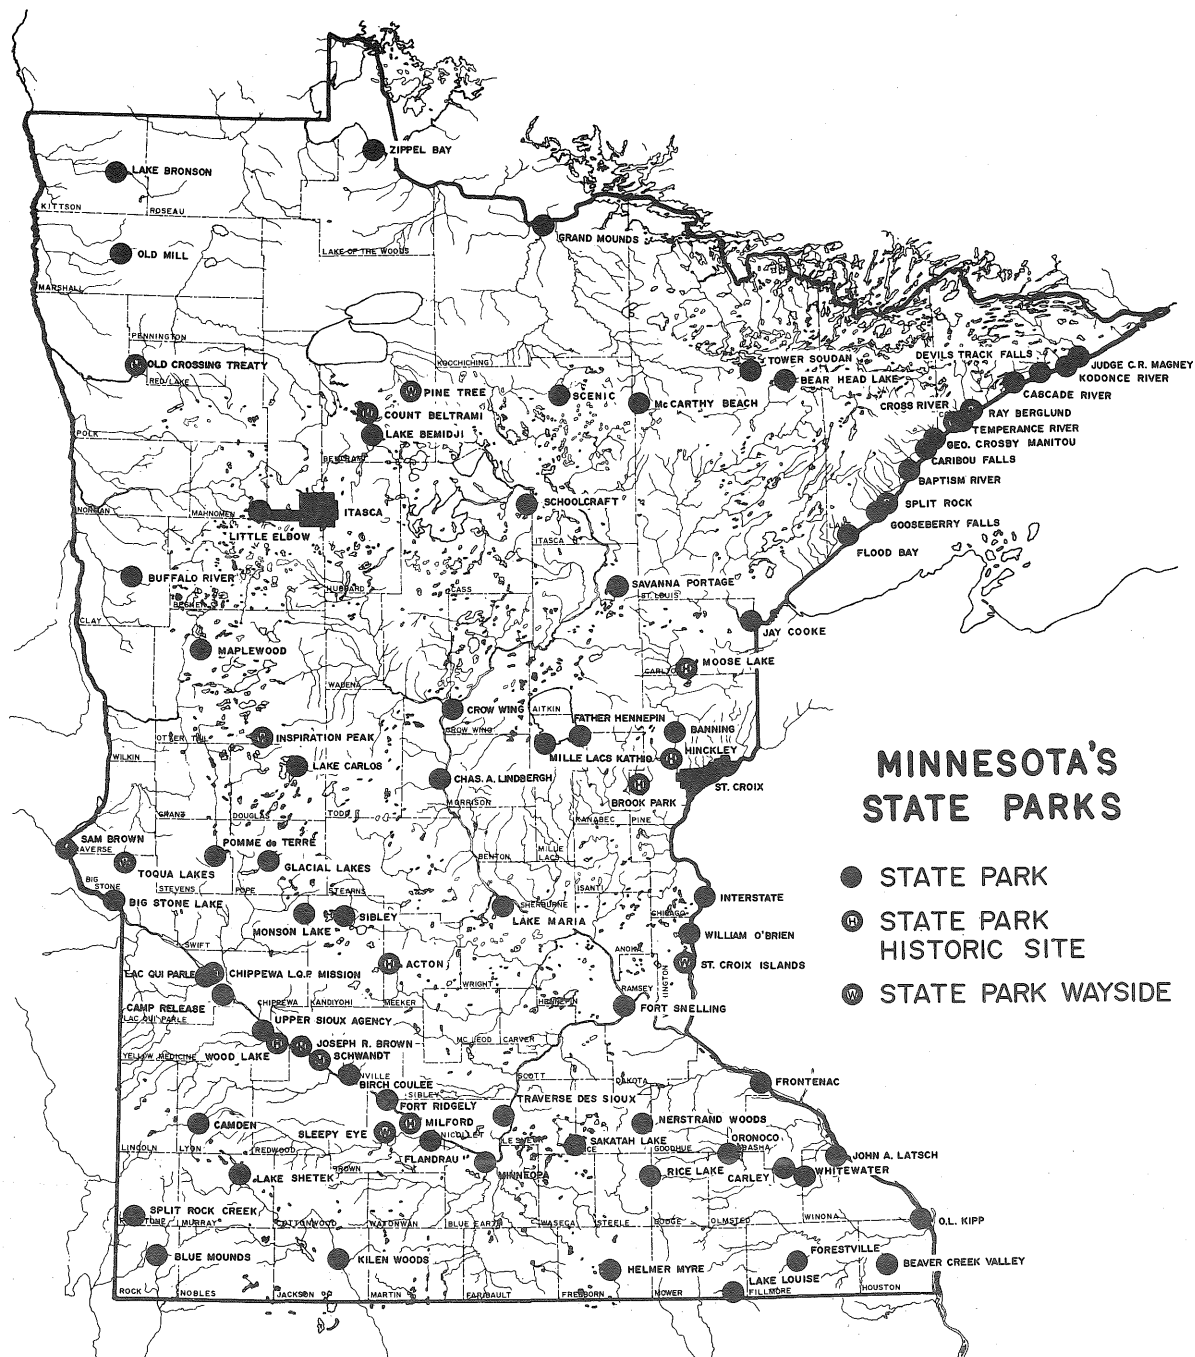 ZIPPEL BAY
LAKE BRONSON
KITTSON
ROSEAU
GRAND MOUNDS
OLD MILL
LAKE OF THE WOODS
MARSHALL
PENNINGTON
OLD CROSSING TREATY
RED LAKE
KOOCHICHING
TOWER SOUDAN
DEVILS TRACK FALLS
JUDGE C.R. MAGNEY
KODONCE RIVER
BEAR HEAD LAKE
PINE TREE
SCENIC
McCARTHY BEACH
CASCADE RIVER
CROSS RIVER
RAY BERGLUND
COUNT BELTRAMI
TEMPERANCE RIVER
LAKE BEMIDJI
POLK
GEO. CROSBY MANITOU
BELTRAMI
CARIBOU FALLS
BAPTISM RIVER
SCHOOLCRAFT
SPLIT ROCK
NORMAN
MAHNOMEN
ITASCA
GOOSEBERRY FALLS
LITTLE ELBOW
ITASCA
FLOOD BAY
BUFFALO RIVER
SAVANNA PORTAGE
BECKER
HUBBARD
CASS
ST. LOUIS
CLAY
JAY COOKE
MAPLEWOOD
MOOSE LAKE
CARLTON
WADENA
CROW WING
AITKIN
FATHER HENNEPIN
BANNING
OTTER TAIL
INSPIRATION PEAK
CROW WING
HINCKLEY
WILKIN
MILLE LACS KATHIO
LAKE CARLOS
CHAS. A. LINDBERGH
ST. CROIX
BROOK PARK
MORRISON
GRANT
DOUGLAS
TODD
KANABEC
PINE
SAM BROWN
TRAVERSE
POMME de TERRE
MILLE
LACS
BENTON
GLACIAL LAKES
TOQUA LAKES
BIG
STONE
STEVENS
POPE
STEARNS
ISANTI
INTERSTATE
BIG STONE LAKE
SHERBURNE
CHICAGO
SIBLEY
LAKE MARIA
MONSON LAKE
WILLIAM O'BRIEN
SWIFT
ANOKA
ACTON
ST. CROIX ISLANDS
LAC QUI PARLE
CHIPPEWA L.Q.P. MISSION
WRIGHT
RAMSEY
CHIPPEWA
KANDIYOHI
MEEKER
HENNEPIN
CAMP RELEASE
FORT SNELLING
LAC QUI PARLE
UPPER SIOUX AGENCY
Mc LEOD
CARVER
JOSEPH R. BROWN
YELLOW MEDICINE
WOOD LAKE
SCHWANDT
SCOTT
DAKOTA
FRONTENAC
BIRCH COULEE
SIBLEY
TRAVERSE DES SIOUX
FORT RIDGELY
CAMDEN
MILFORD
NERSTRAND WOODS
SLEEPY EYE
NICOLLET
LE SUEUR
SAKATAH LAKE
ORONOCO
LINCOLN
LYON
REDWOOD
GOODHUE
JOHN A. LATSCH
FLANDRAU
BROWN
MINNEOPA
RICE LAKE
CARLEY
WHITEWATER
LAKE SHETEK
SPLIT ROCK CREEK
MURRAY
COTTONWOOD
WATONWAN
BLUE EARTH
WASECA
STEELE
DODGE
OLMSTED
WINONA
O.L. KIPP
BLUE MOUNDS
KILEN WOODS
FORESTVILLE
BEAVER CREEK VALLEY
HELMER MYRE
LAKE LOUISE
ROCK
NOBLES
JACKSON
MARTIN
FARIBAULT
FREEBORN
MOWER
FILLMORE
HOUSTON
MINNESOTA'S
STATE PARKS
STATE PARK
H STATE PARK
HISTORIC SITE
W STATE PARK WAYSIDE